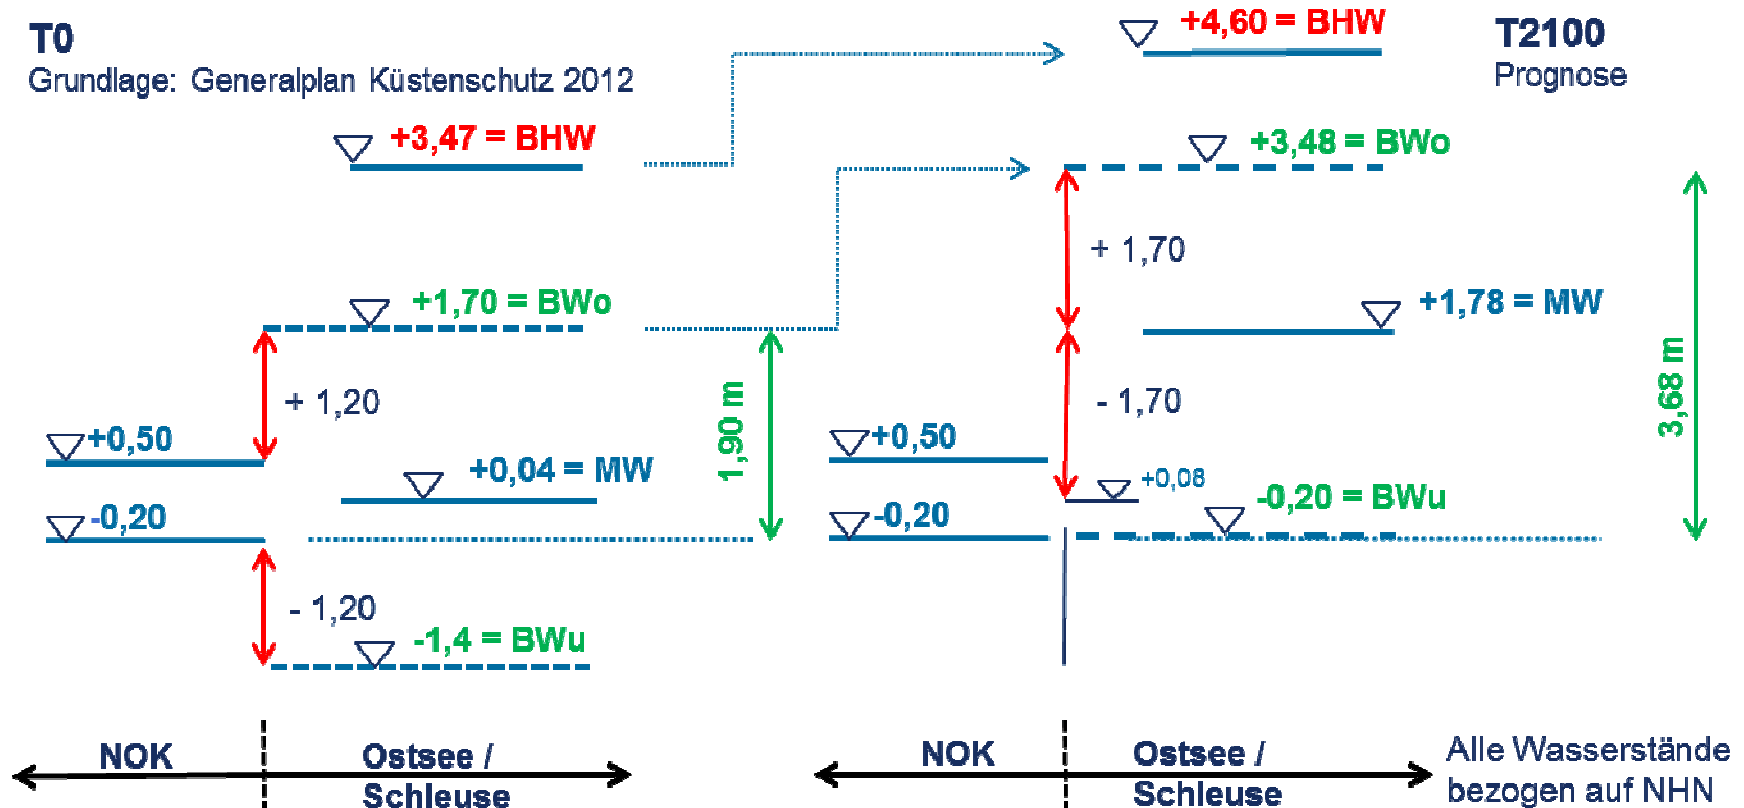 T0
Grundlage: Generalplan Küstenschutz 2012
+3,47 = BHW
+1,70 = BWo
+ 1,20
+0,50
+0,04 = MW
-0,20
- 1,20
-1,4 = BWu
1,90 m
NOK
Ostsee /
Schleuse
+4,60 = BHW
T2100
Prognose
+3,48 = BWo
+ 1,70
+1,78 = MW
- 1,70
3,68 m
+0,50
+0,08
-0,20 = BWu
-0,20
NOK
Ostsee /
Schleuse
Alle Wasserstände
bezogen auf NHN